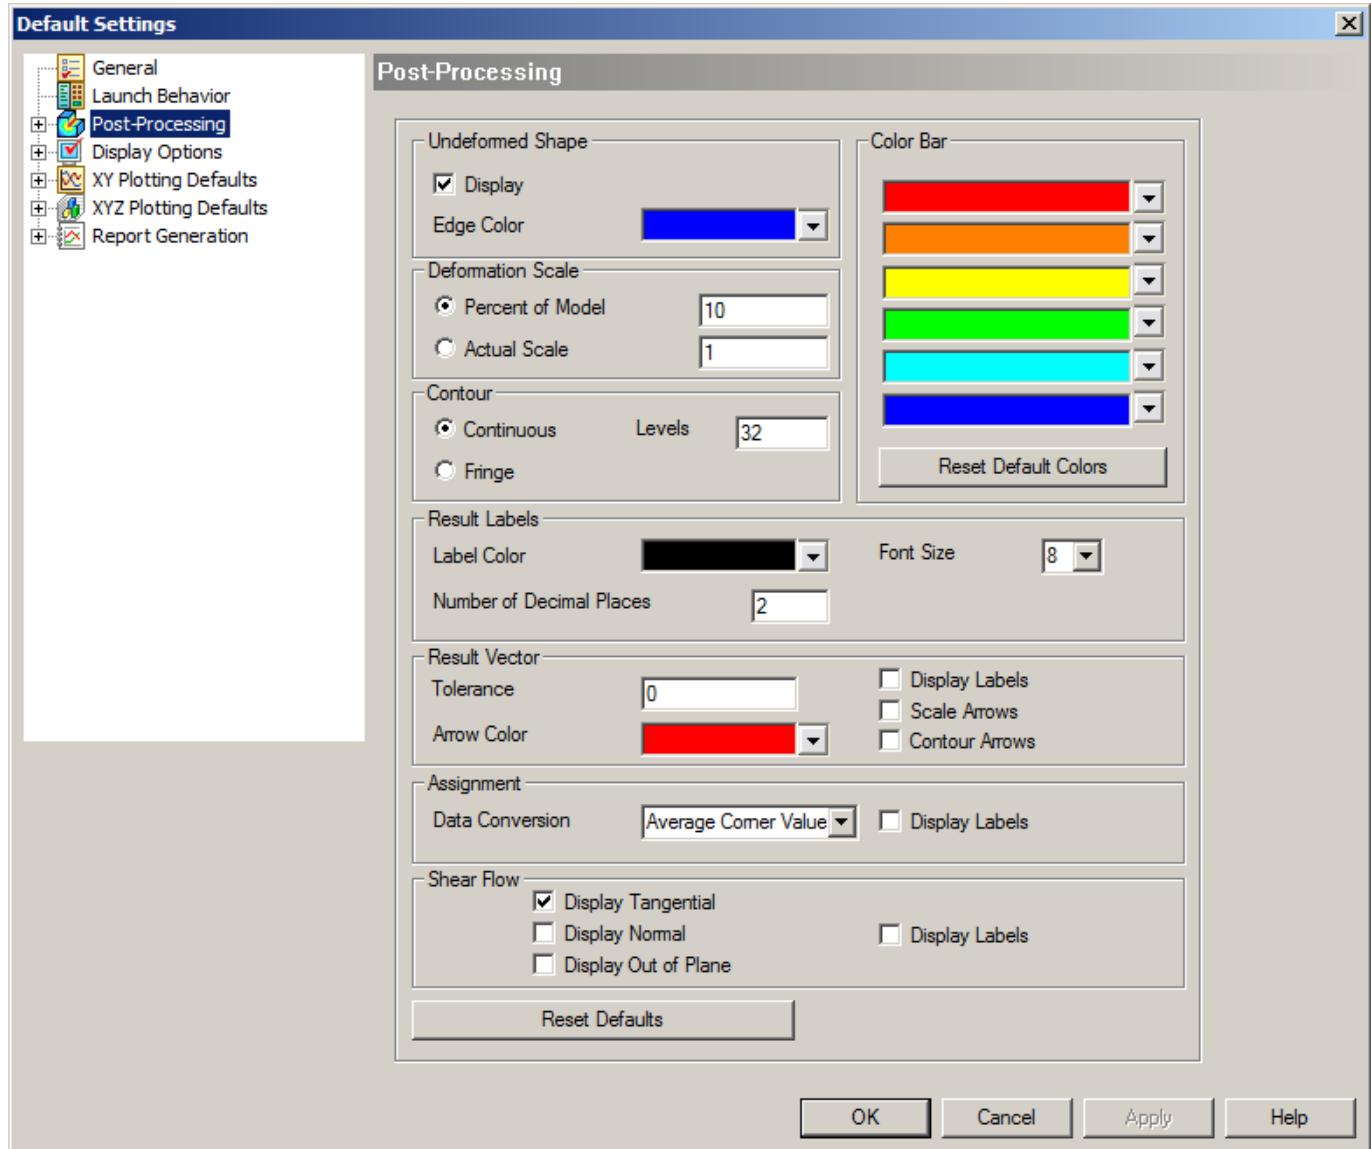 Default Settings
General
Launch Behavior
Post-Processing
Display Options
XY Plotting Defaults
XYZ Plotting Defaults
Report Generation
Post-Processing
Undeformed Shape
Display
Edge Color
Deformation Scale
Percent of Model 10
Actual Scale 1
Contour
Continuous Levels 32
Fringe
Color Bar
Reset Default Colors
Result Labels
Label Color Font Size 8
Number of Decimal Places 2
Result Vector
Tolerance 0 Display Labels
Scale Arrows
Arrow Color Contour Arrows
Assignment
Data Conversion Average Corner Value Display Labels
Shear Flow
Display Tangential
Display Normal Display Labels
Display Out of Plane
Reset Defaults
OK Cancel Apply Help